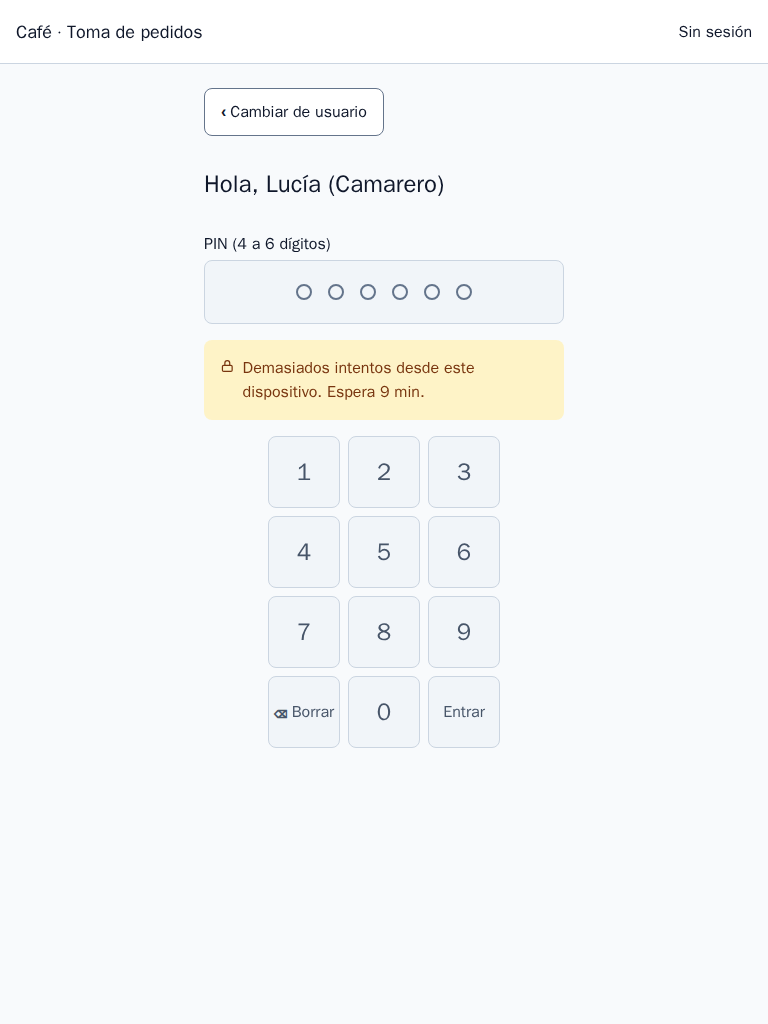 Café · Toma de pedidos
Sin sesión
‹ Cambiar de usuario
Hola, Lucía (Camarero)
PIN (4 a 6 dígitos)
Demasiados intentos desde este
dispositivo. Espera 9 min.
1 2 3
4 5 6
7 8 9
⌫ Borrar 0 Entrar